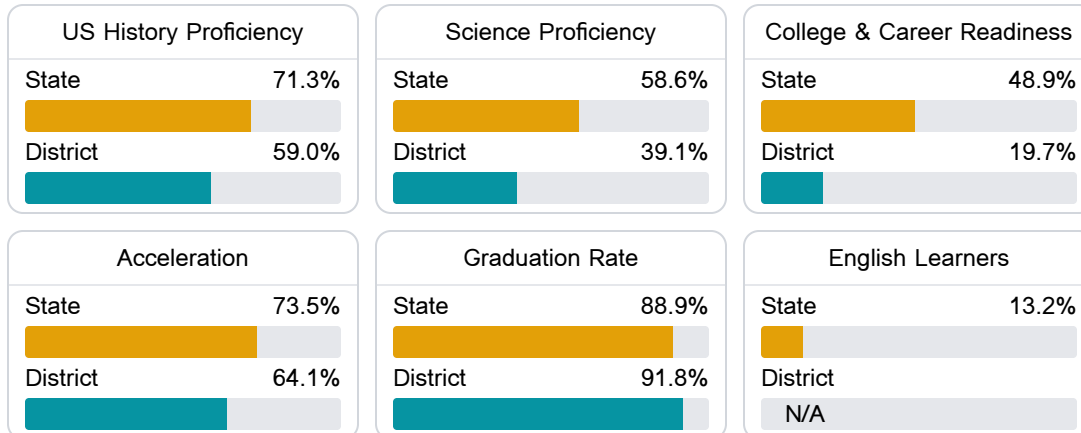 US History Proficiency
State 71.3%
District 59.0%
Science Proficiency
State 58.6%
District 39.1%
College & Career Readiness
State 48.9%
District 19.7%
Acceleration
State 73.5%
District 64.1%
Graduation Rate
State 88.9%
District 91.8%
English Learners
State 13.2%
District
N/A